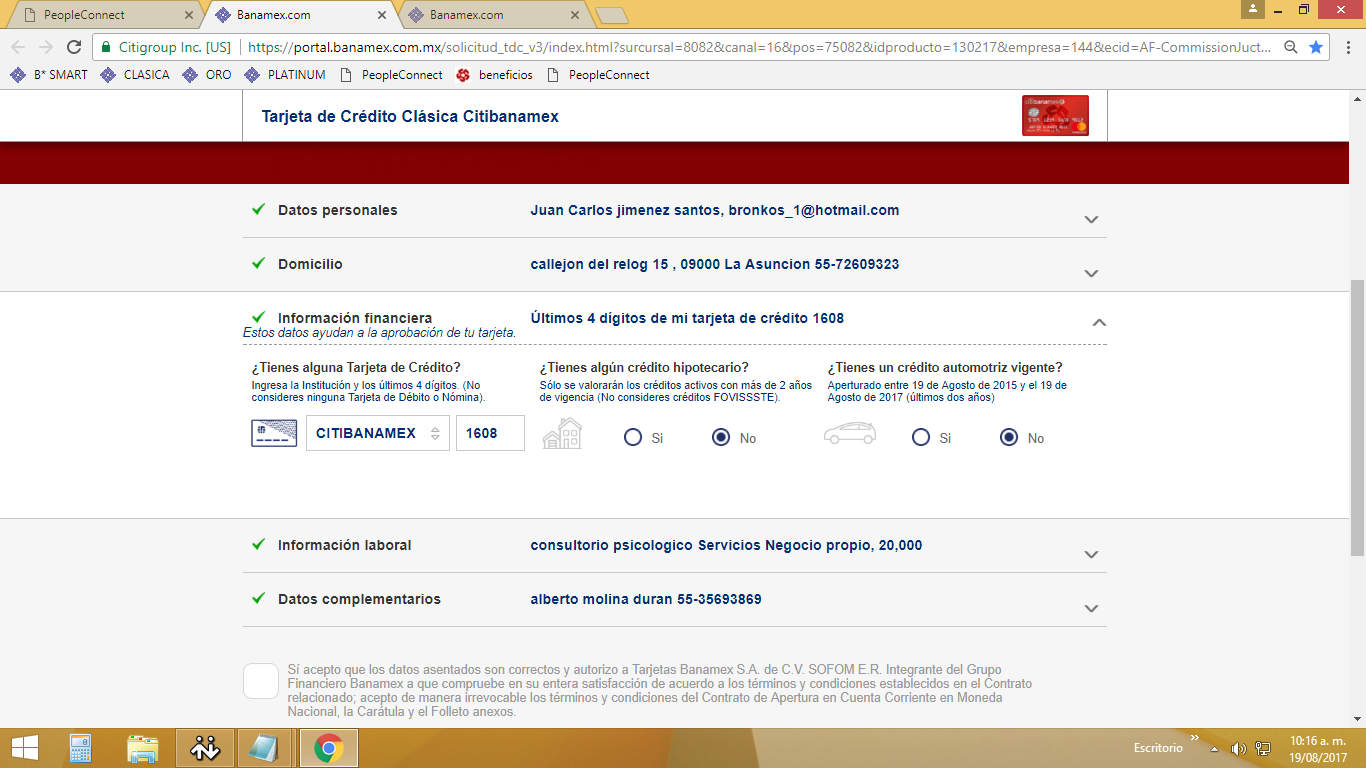 PeopleConnect
Banamex.com
Banamex.com
Citigroup Inc. [US]
https://portal.banamex.com.mx/solicitud_tdc_v3/index.html?sursursal=8082&canal=16&pos=75082&idproducto=130217&empresa=144&ecid=AF-CommissionJuct...
B* SMART
CLASICA
ORO
PLATINUM
PeopleConnect
beneficios
PeopleConnect
Tarjeta de Crédito Clásica Citibanamex
Datos personales
Juan Carlos jimenez santos, bronkos_1@hotmail.com
Domicilio
callejon del relog 15 , 09000 La Asuncion 55-72609323
Información financiera
Últimos 4 dígitos de mi tarjeta de crédito 1608
Estos datos ayudan a la aprobación de tu tarjeta.
¿Tienes alguna Tarjeta de Crédito?
Ingresa la Institución y los últimos 4 dígitos. (No
consideres ninguna Tarjeta de Débito o Nómina).
CITIBANAMEX
1608
¿Tienes algún crédito hipotecario?
Sólo se valorarán los créditos activos con más de 2 años
de vigencia (No consideres créditos FOVISSSTE).
Si
No
¿Tienes un crédito automotriz vigente?
Aperturado entre 19 de Agosto de 2015 y el 19 de
Agosto de 2017 (últimos dos años)
Si
No
Información laboral
consultorio psicologico Servicios Negocio propio, 20,000
Datos complementarios
alberto molina duran 55-35693869
Sí acepto que los datos asentados son correctos y autorizo a Tarjetas Banamex S.A. de C.V. SOFOM E.R. Integrante del Grupo
Financiero Banamex a que compruebe en su entera satisfacción de acuerdo a los términos y condiciones establecidos en el Contrato
relacionado; acepto de manera irrevocable los términos y condiciones del Contrato de Apertura en Cuenta Corriente en Moneda
Nacional, la Carátula y el Folleto anexos.
Escritorio
10:16 a. m.
19/08/2017